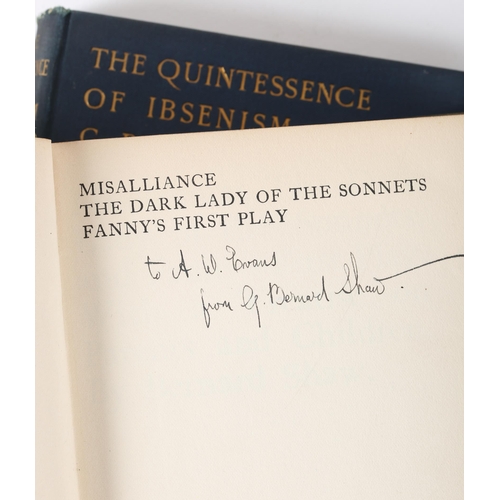 THE QUINTESSENCE
OF IBSENISM
MISALLIANCE
THE DARK LADY OF THE SONNETS
FANNY'S FIRST PLAY
to A. W. Evans
from G. Bernard Shaw.